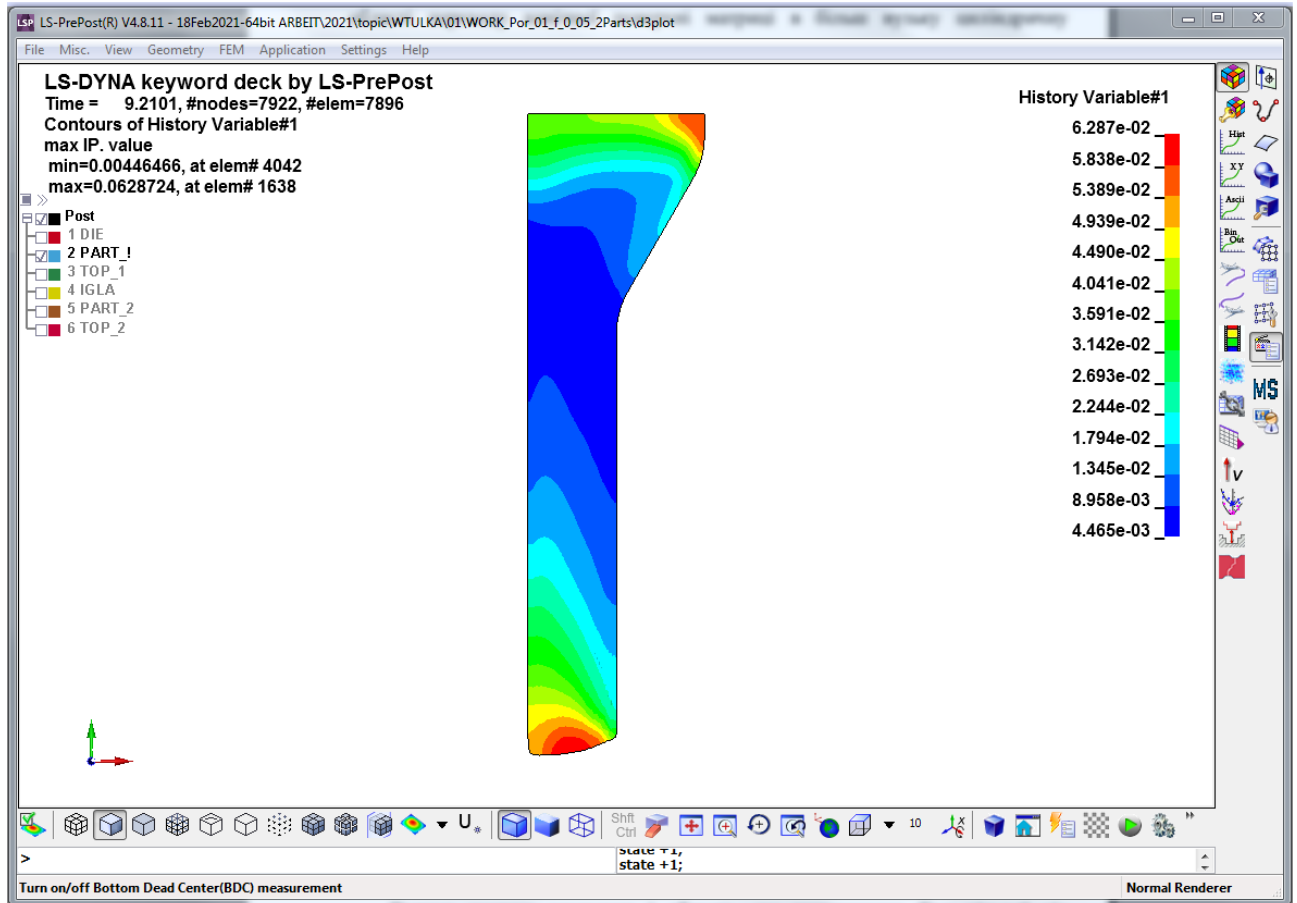 LS-PrePost(R) V4.8.11 - 18Feb2021-64bit ARBEIT\2021\topic\WTULKA\01\WORK_Por_01_f_0_05_2Parts\d3plot
File Misc. View Geometry FEM Application Settings Help
LS-DYNA keyword deck by LS-PrePost
Time = 9.2101, #nodes=7922, #elem=7896
Contours of History Variable#1
max IP. value
min=0.00446466, at elem# 4042
max=0.0628724, at elem# 1638
Post
1 DIE
2 PART_!
3 TOP_1
4 IGLA
5 PART_2
6 TOP_2
History Variable#1
6.287e-02
5.838e-02
5.389e-02
4.939e-02
4.490e-02
4.041e-02
3.591e-02
3.142e-02
2.693e-02
2.244e-02
1.794e-02
1.345e-02
8.958e-03
4.465e-03
Hist
X Y
Ascii
Bin Out
MS
V
U
Shft
Ctrl
10
>
state +1;
state +1;
Turn on/off Bottom Dead Center(BDC) measurement
Normal Renderer